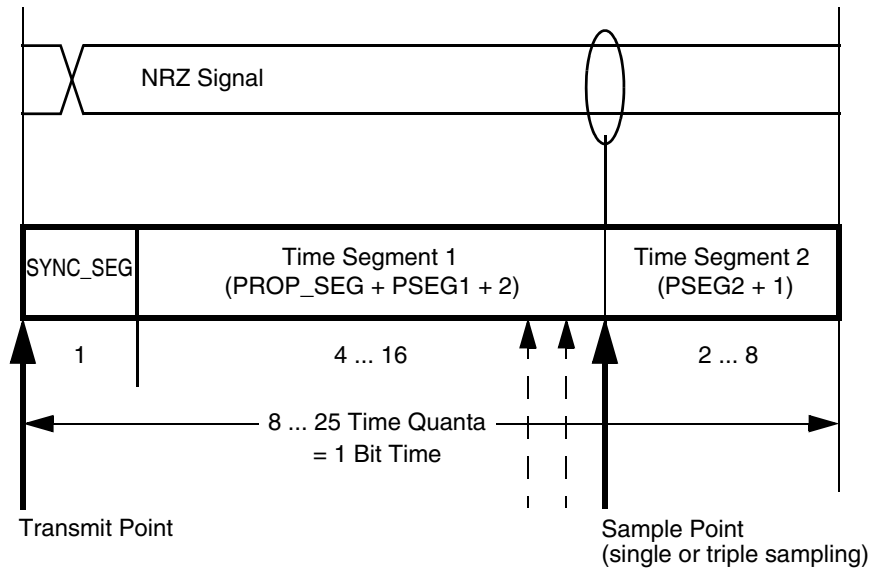 NRZ Signal
SYNC_SEG
Time Segment 1
(PROP_SEG + PSEG1 + 2)
Time Segment 2
(PSEG2 + 1)
1
4 ... 16
2 ... 8
8 ... 25 Time Quanta
= 1 Bit Time
Transmit Point
Sample Point
(single or triple sampling)